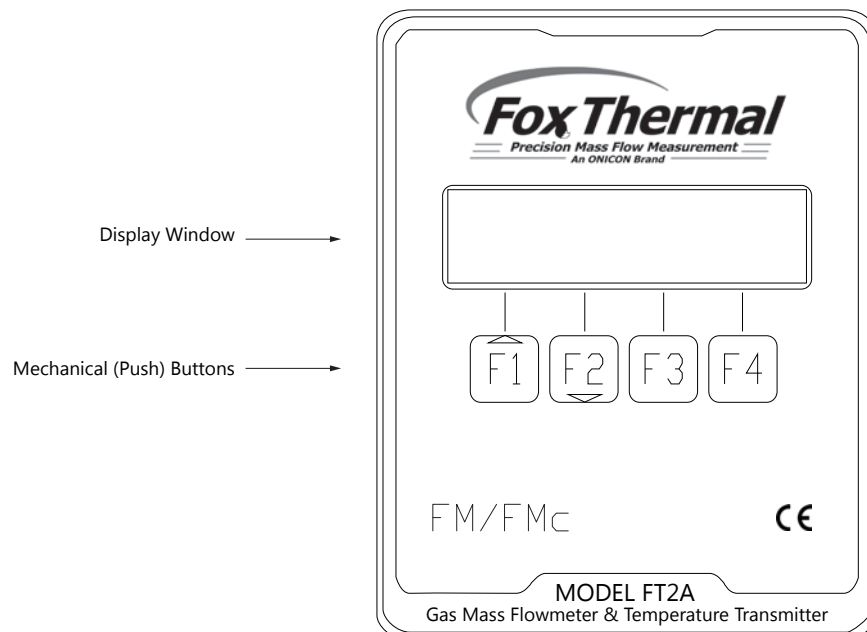 Fox Thermal
Precision Mass Flow Measurement
An ONICON Brand
Display Window
Mechanical (Push) Buttons
F1 F2 F3 F4
FM/FMc
CE
MODEL FT2A
Gas Mass Flowmeter & Temperature Transmitter